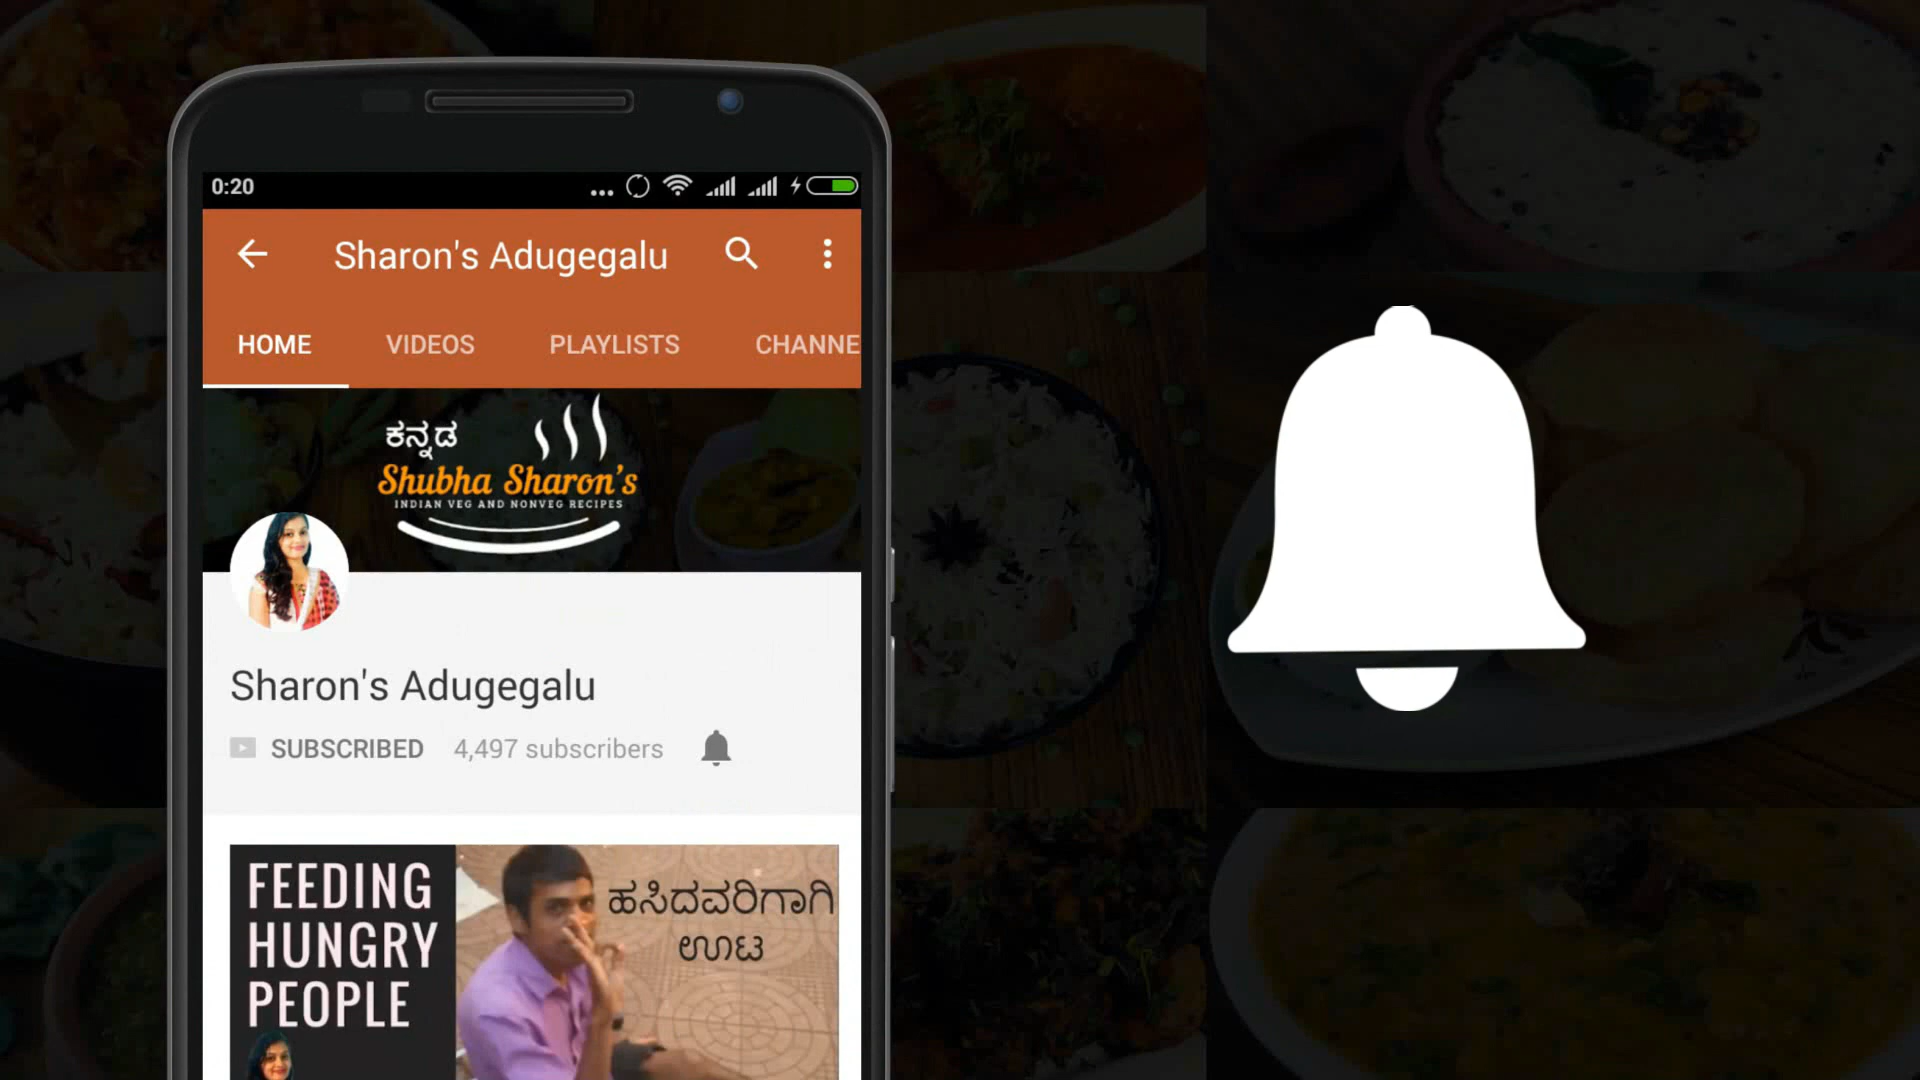 0:20
Sharon's Adugegalu
HOME VIDEOS PLAYLISTS CHANNE
ಕನ್ನಡ
Shubha Sharon's
INDIAN VEG AND NONVEG RECIPES
Sharon's Adugegalu
SUBSCRIBED 4,497 subscribers
FEEDING
HUNGRY
PEOPLE
ಹಸಿದವರಿಗಾಗಿ
ಊಟ